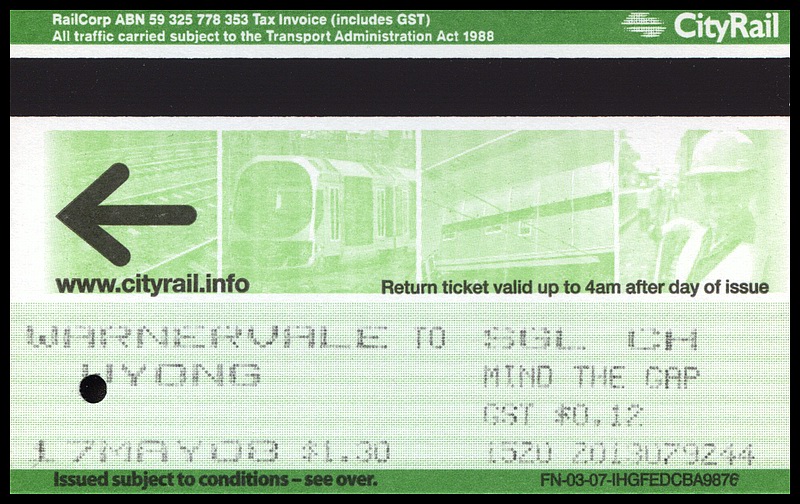 RailCorp ABN 59 325 778 353 Tax Invoice (includes GST)
All traffic carried subject to the Transport Administration Act 1988
CityRail
www.cityrail.info
Return ticket valid up to 4am after day of issue
WARNERVALE TO SGL CH
WYONG MIND THE GAP
GST $0.12
17MAY08 $1.30 Z013079244
Issued subject to conditions – see over.
FN-03-07-IHGFEDCBA9876